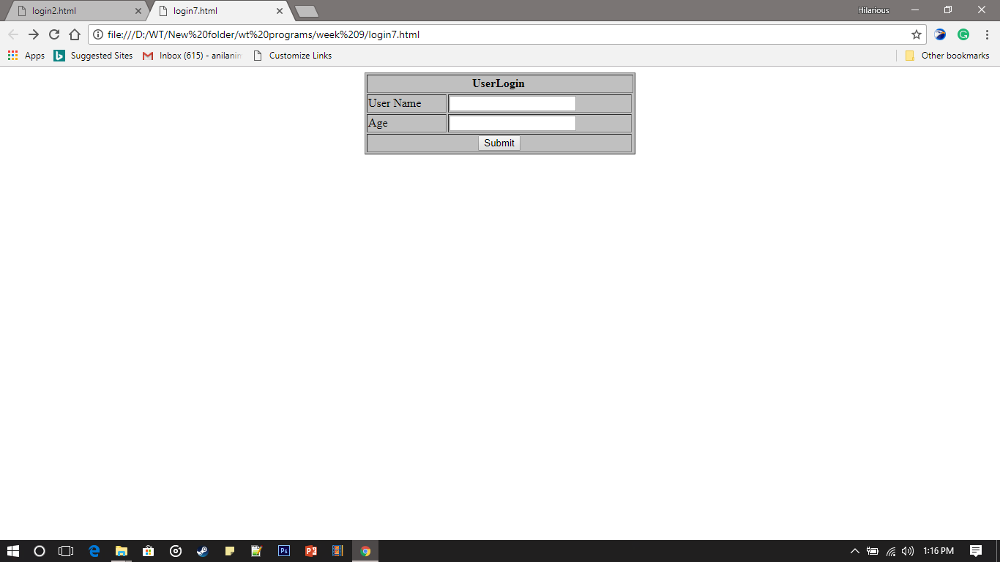 login2.html
login7.html
Hilarious
file:///D:/WT/New%20folder/wt%20programs/week%209/login7.html
Apps
Suggested Sites
Inbox (615) - anilanin
Customize Links
Other bookmarks
UserLogin
User Name
Age
Submit
1:16 PM